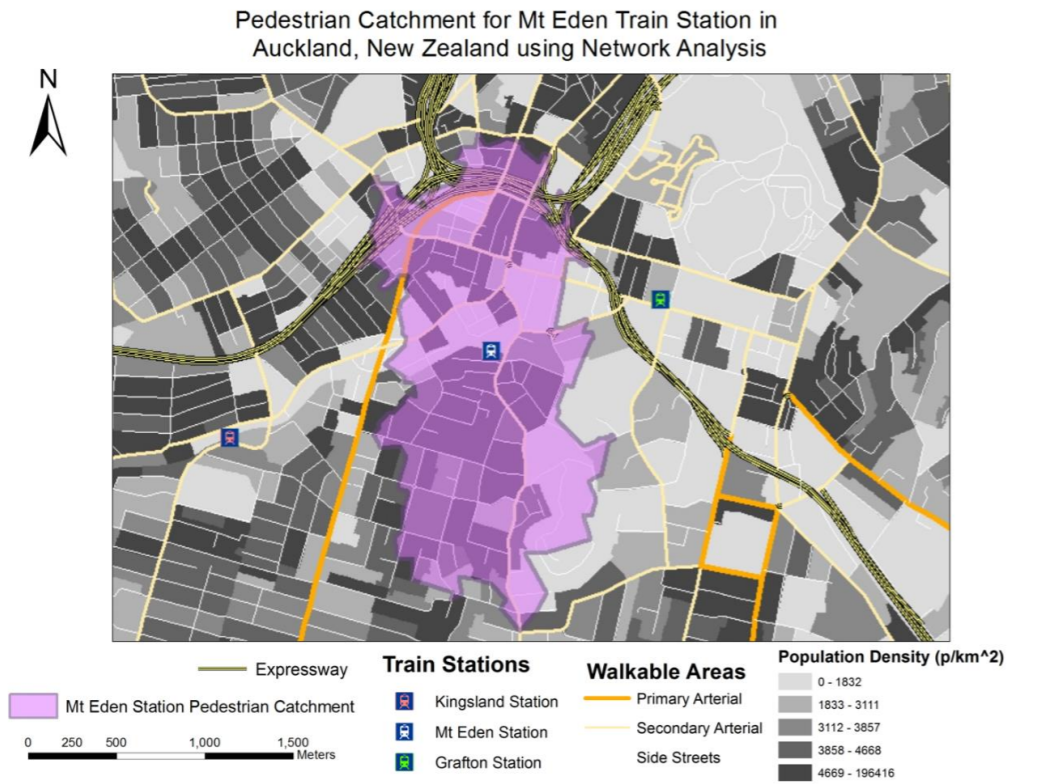 Pedestrian Catchment for Mt Eden Train Station in
Auckland, New Zealand using Network Analysis
N
Expressway
Mt Eden Station Pedestrian Catchment
0 250 500 1,000 1,500
Meters
Train Stations
Kingsland Station
Mt Eden Station
Grafton Station
Walkable Areas
Primary Arterial
Secondary Arterial
Side Streets
Population Density (p/km^2)
0 - 1832
1833 - 3111
3112 - 3857
3858 - 4668
4669 - 196416